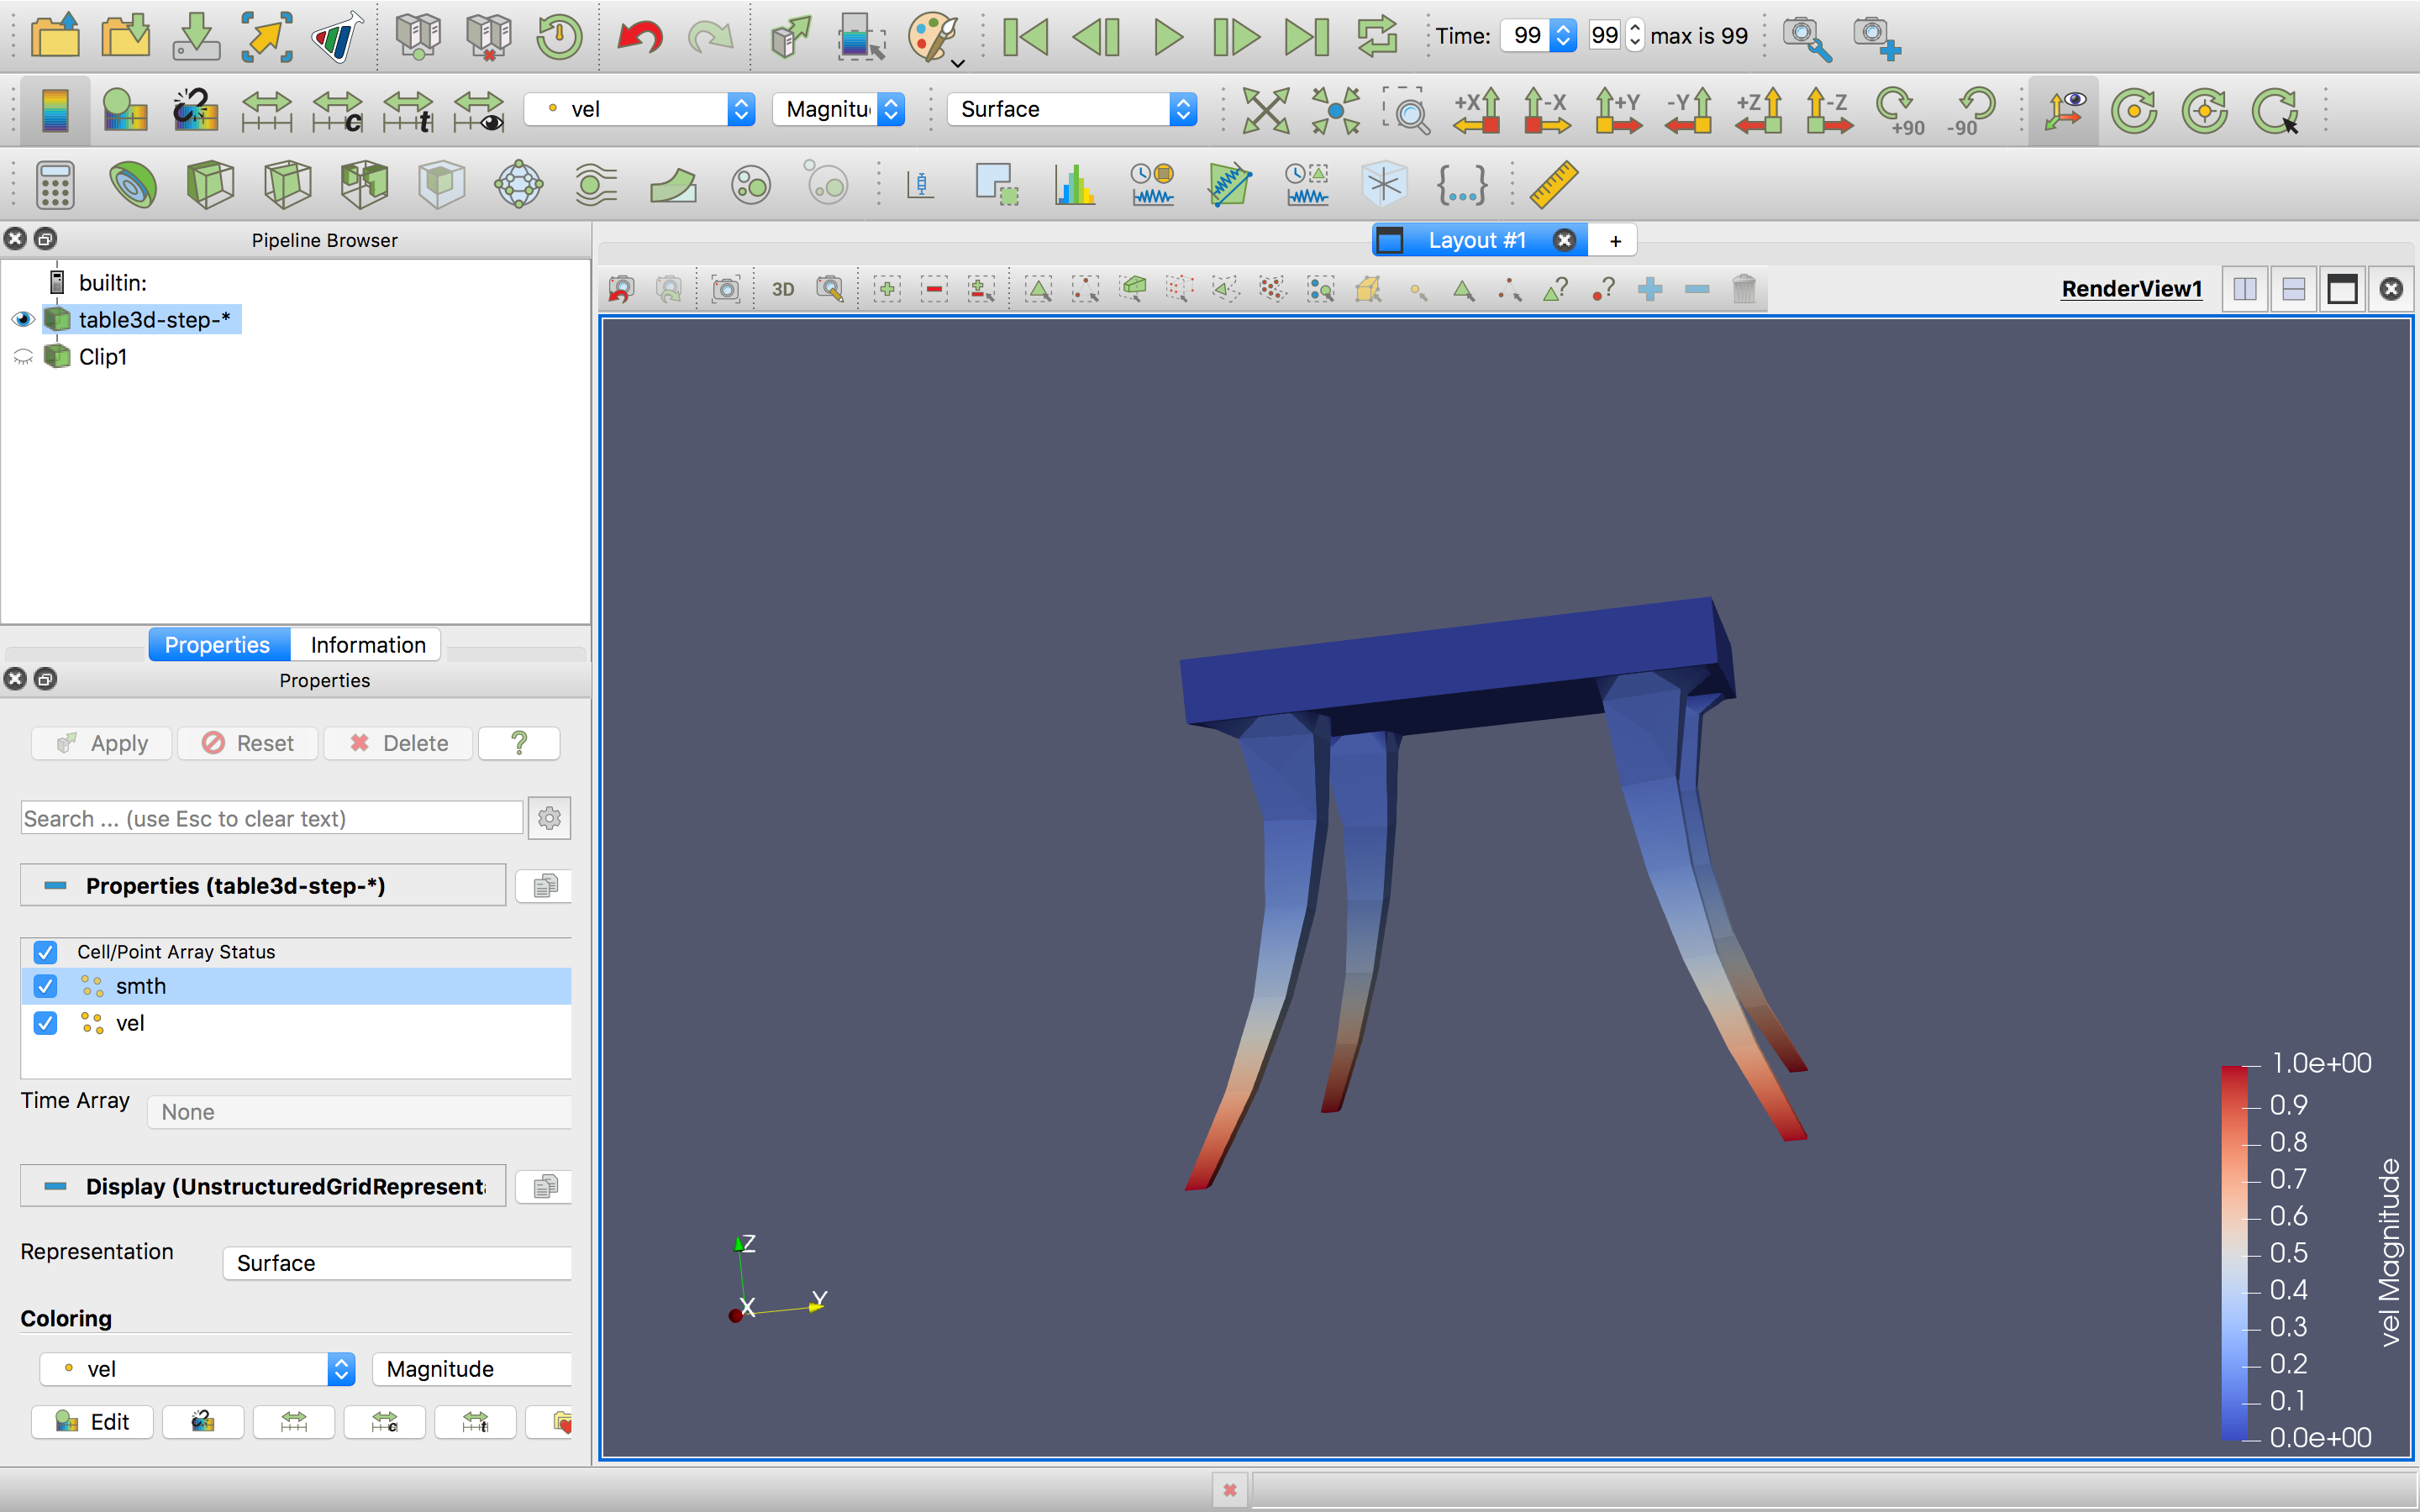 Time: 99 99 max is 99
c t vel Magnitu Surface +X -X +Y -Y +Z -Z +90 -90
{...}
Pipeline Browser
Layout #1 +
builtin:
3D ? ? RenderView1
table3d-step-*
Clip1
Properties Information
Properties
Apply Reset Delete ?
Search ... (use Esc to clear text)
Properties (table3d-step-*)
Cell/Point Array Status
smth
vel
Time Array None
Display (UnstructuredGridRepresenta
Representation Surface
Coloring
vel Magnitude
Edit c t
Z
Y
X
1.0e+00
0.9
0.8
0.7
0.6
0.5
0.4
0.3
0.2
0.1
0.0e+00
vel Magnitude